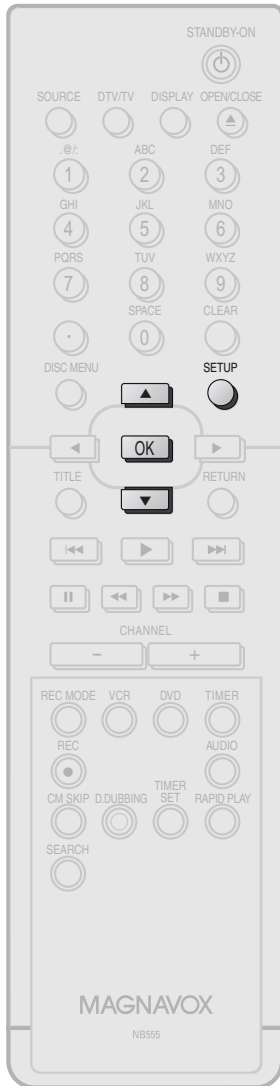 STANDBY-ON
SOURCE DTV/TV DISPLAY OPEN/CLOSE
.@/: ABC DEF
1 2 3
GHI JKL MNO
4 5 6
PQRS TUV WXYZ
7 8 9
SPACE CLEAR
. 0
DISC MENU SETUP
OK
TITLE RETURN
CHANNEL
- +
REC MODE VCR DVD TIMER
REC AUDIO
CM SKIP D.DUBBING TIMER SET RAPID PLAY
SEARCH
MAGNAVOX
NB555